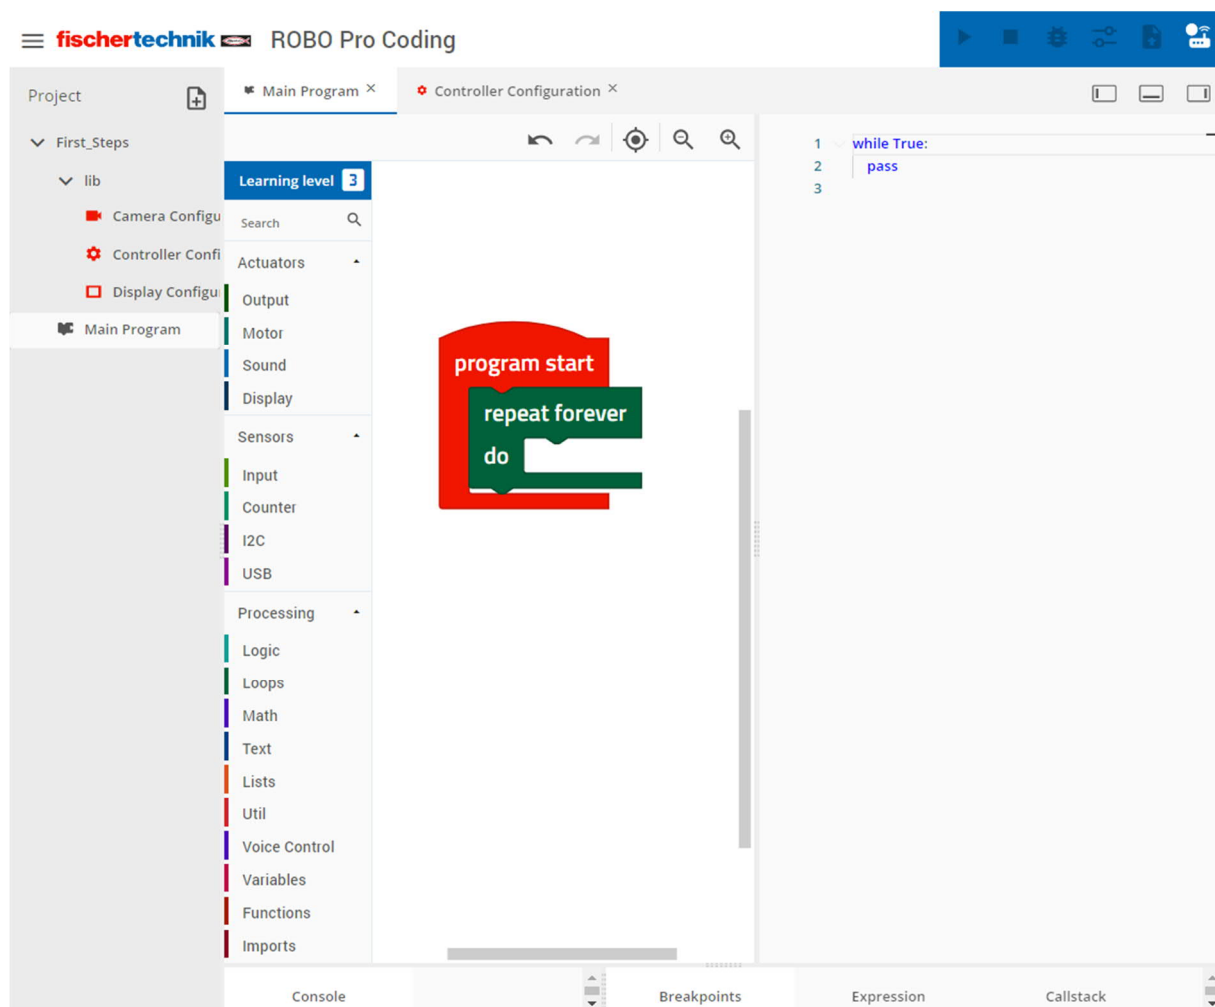 fischertechnik ROBO Pro Coding
Project
Main Program
Controller Configuration
First_Steps
lib
Camera Configu
Controller Confi
Display Configu
Main Program
Learning level 3
Search
Actuators
Output
Motor
Sound
Display
Sensors
Input
Counter
I2C
USB
Processing
Logic
Loops
Math
Text
Lists
Util
Voice Control
Variables
Functions
Imports
program start
repeat forever
do
1 while True:
2 pass
3
Console
Breakpoints
Expression
Callstack